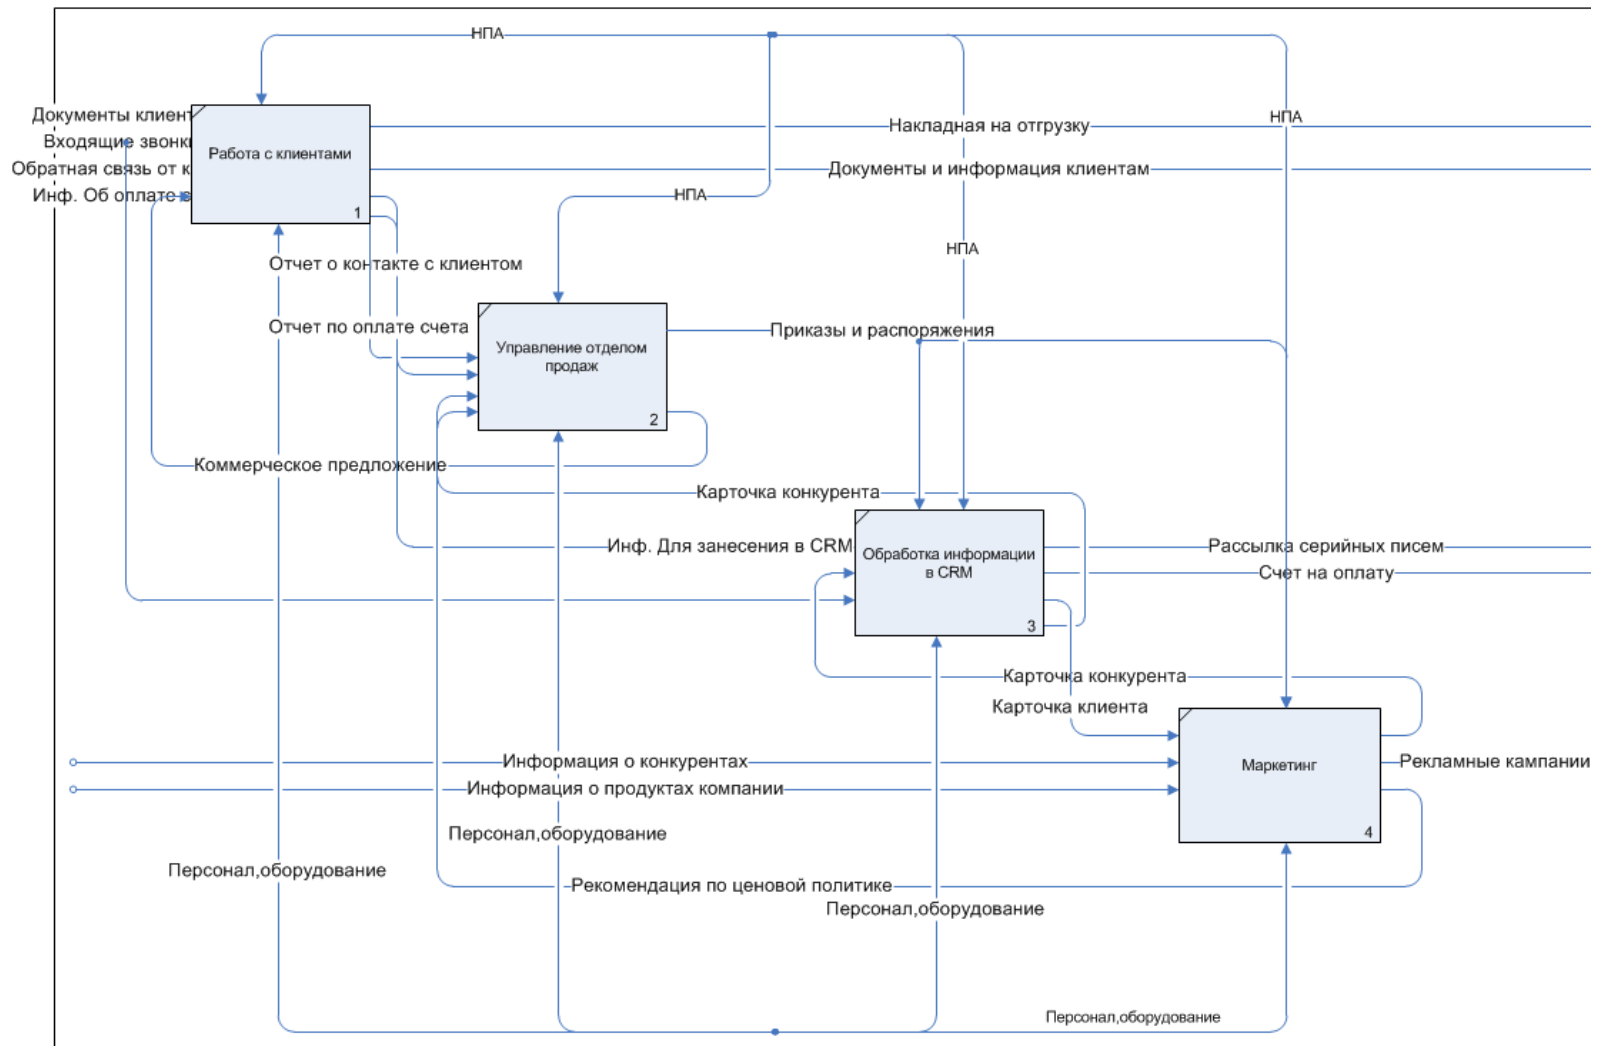 НПА
Документы клиент
Входящие звонк
Обратная связь от к
Инф. Об оплате
Работа с клиентами
1
Накладная на отгрузку
НПА
Документы и информация клиентам
НПА
НПА
Отчет о контакте с клиентом
Отчет по оплате счета
Управление отделом
продаж
2
Приказы и распоряжения
Коммерческое предложение
Карточка конкурента
Инф. Для занесения в CRM
Обработка информации
в CRM
3
Рассылка серийных писем
Счет на оплату
Карточка конкурента
Карточка клиента
Информация о конкурентах
Информация о продуктах компании
Маркетинг
4
Рекламные кампании
Персонал,оборудование
Персонал,оборудование
Рекомендация по ценовой политике
Персонал,оборудование
Персонал,оборудование